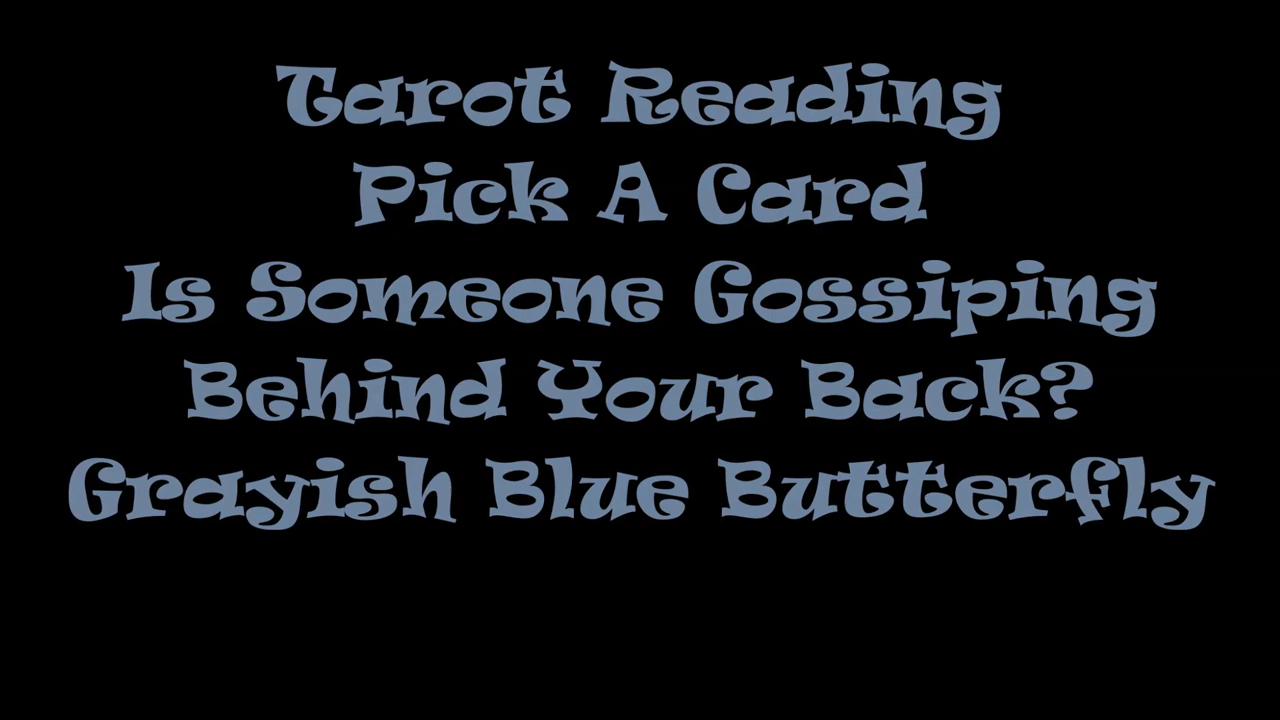 Tarot Reading
Pick A Card
Is Someone Gossiping
Behind Your Back?
Grayish Blue Butterfly